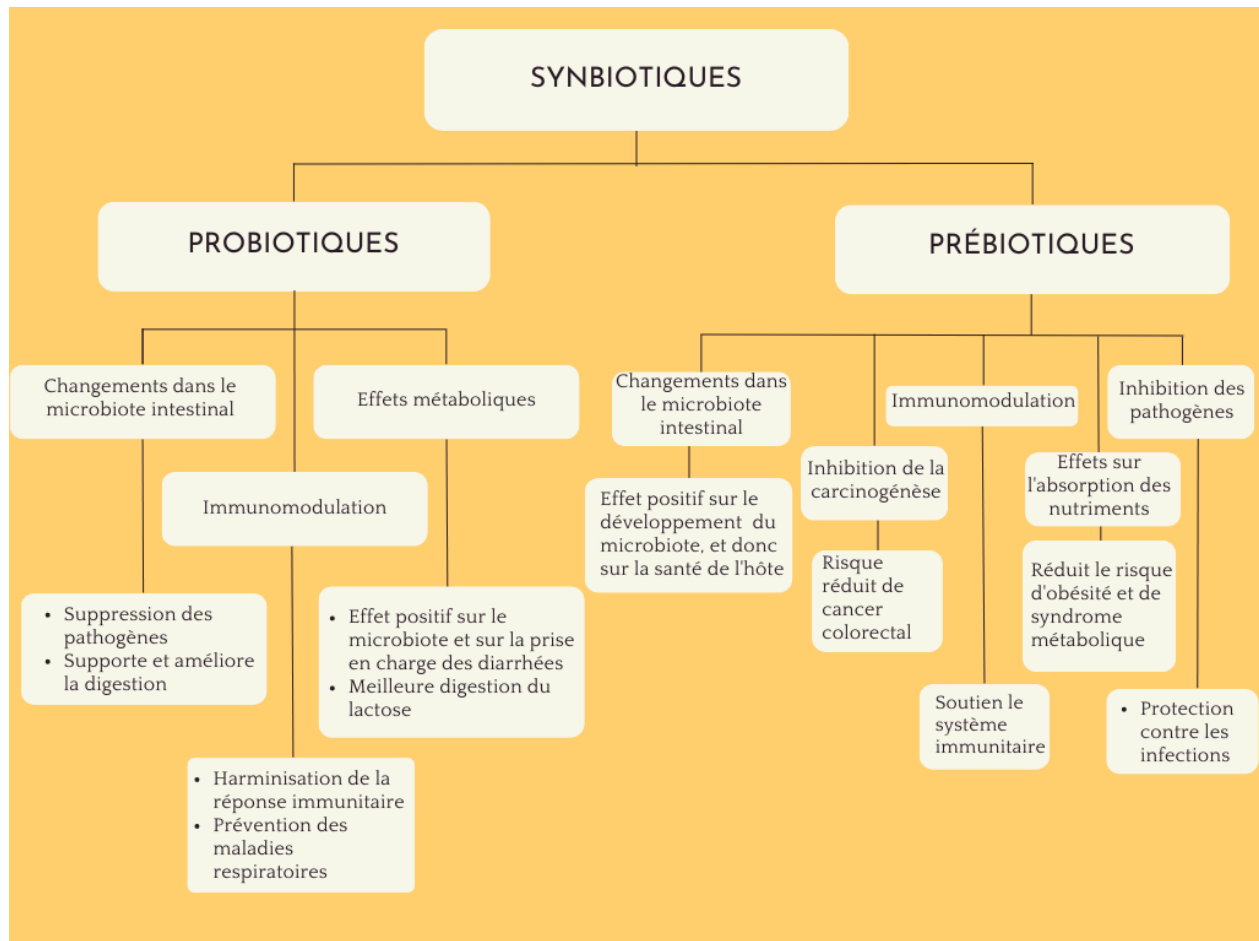 SYNBIOTIQUES
PROBIOTIQUES
PRÉBIOTIQUES
Changements dans le
microbiote intestinal
Effets métaboliques
Immunomodulation
• Suppression des
pathogènes
• Supporte et améliore
la digestion
• Effet positif sur le
microbiote et sur la prise
en charge des diarrhées
• Meilleure digestion du
lactose
• Harminisation de la
réponse immunitaire
• Prévention des
maladies
respiratoires
Changements dans
le microbiote
intestinal
Effet positif sur le
développement du
microbiote, et donc
sur la santé de l'hôte
Inhibition de la
carcinogénèse
Risque
réduit de
cancer
colorectal
Immunomodulation
Soutien le
système
immunitaire
Effets sur
l'absorption des
nutriments
Réduit le risque
d'obésité et de
syndrome
métabolique
Inhibition des
pathogènes
• Protection
contre les
infections